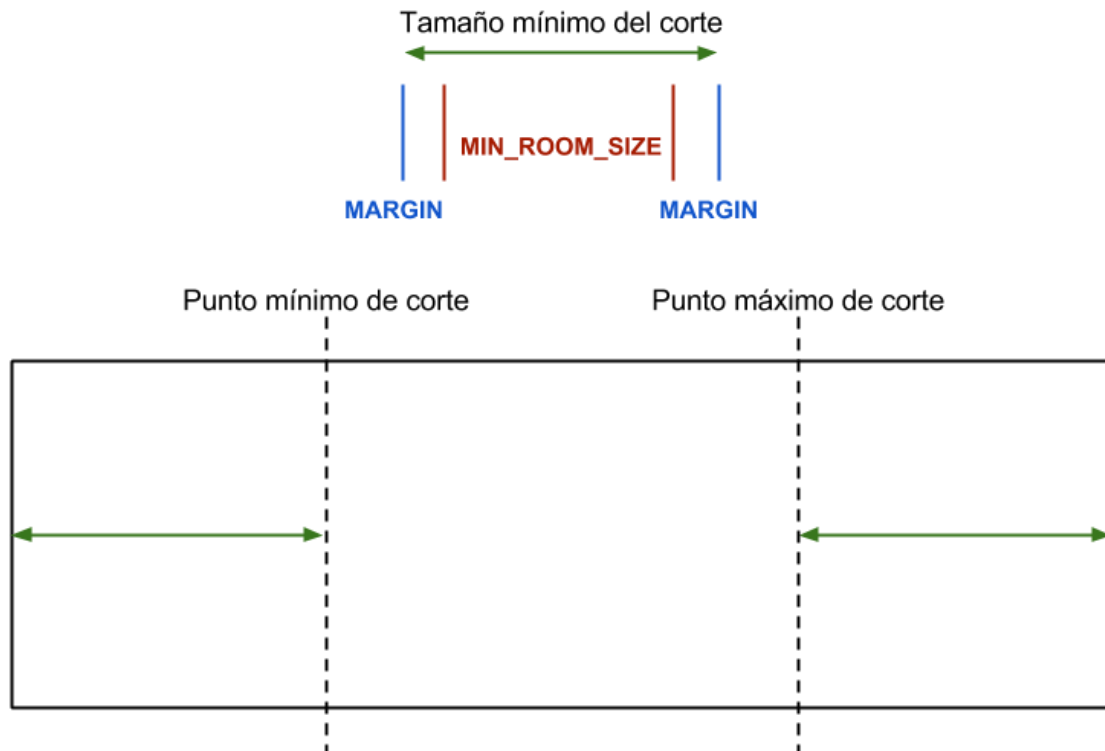 Tamaño mínimo del corte
MIN_ROOM_SIZE
MARGIN MARGIN
Punto mínimo de corte Punto máximo de corte